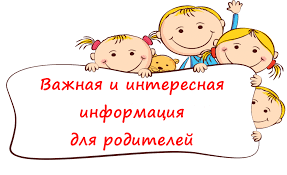 Важная и интересная
информация
для родителей